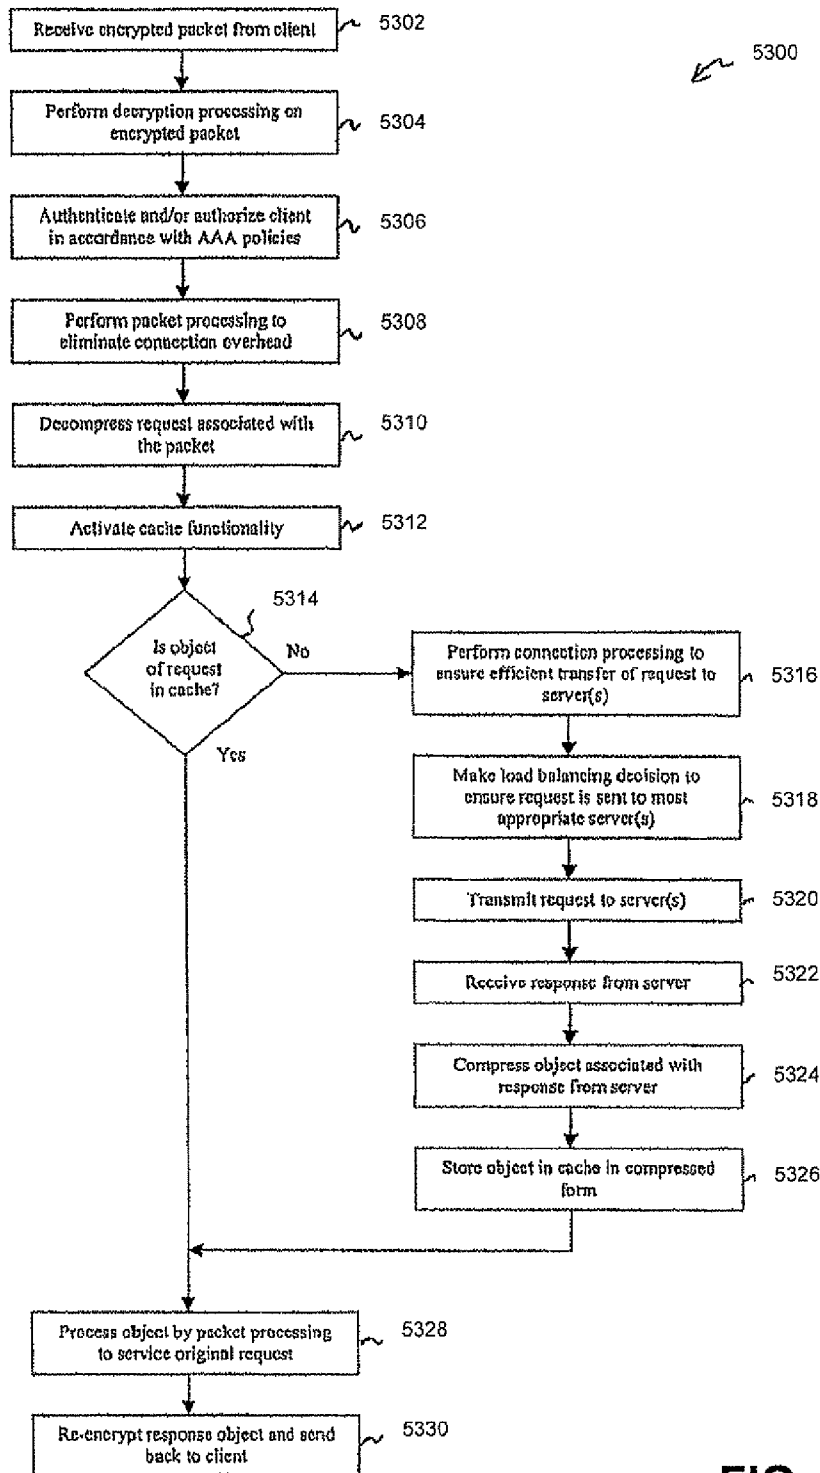 Receive encrypted packet from client
5302
5300
Perform decryption processing on
encrypted packet
5304
Authenticate and/or authorize client
in accordance with AAA policies
5306
Perform packet processing to
eliminate connection overhead
5308
Decompress request associated with
the packet
5310
Activate cache functionality
5312
5314
Is object
of request
in cache?
No
Yes
Perform connection processing to
ensure efficient transfer of request to
server(s)
5316
Make load balancing decision to
ensure request is sent to most
appropriate server(s)
5318
Transmit request to server(s)
5320
Receive response from server
5322
Compress object associated with
response from server
5324
Store object in cache in compressed
form
5326
Process object by packet processing
to service original request
5328
Re-encrypt response object and send
back to client
5330
FIG